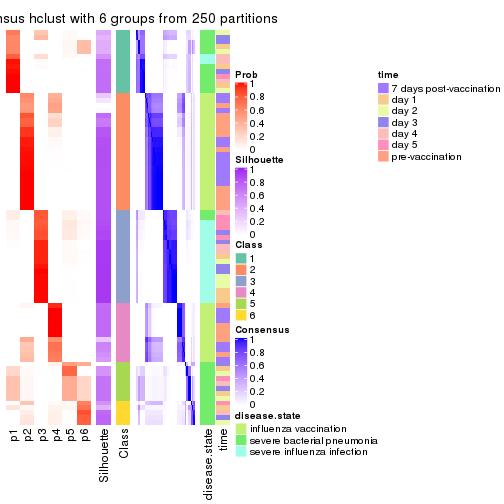 nsus hclust with 6 groups from 250 partitions
Prob
1
0.8
0.6
0.4
0.2
0
Silhouette
1
0.8
0.6
0.4
0.2
0
Class
1
2
3
4
5
6
Consensus
1
0.8
0.6
0.4
0.2
0
disease.state
influenza vaccination
severe bacterial pneumonia
severe influenza infection
time
7 days post-vaccination
day 1
day 2
day 3
day 4
day 5
pre-vaccination
p1
p2
p3
p4
p5
p6
Silhouette
Class
disease.state
time